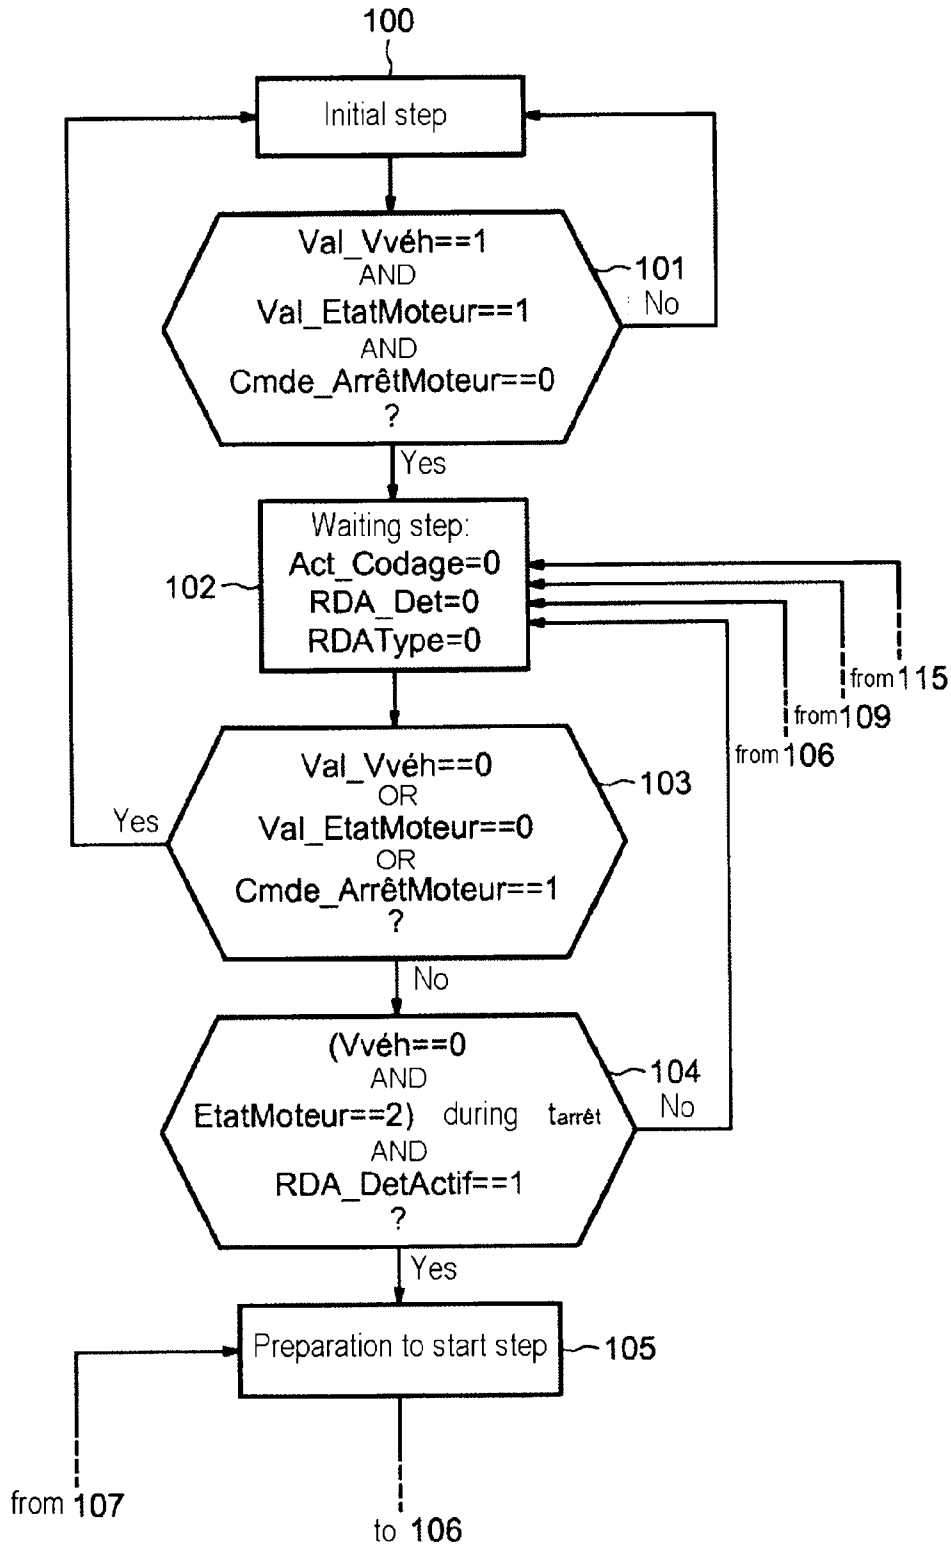 100
Initial step
Val_Vvéh==1
AND
Val_EtatMoteur==1
AND
Cmde_ArrêtMoteur==0
?
101
No
Yes
Waiting step:
Act_Codage=0
RDA_Det=0
RDAType=0
102
from 115
from 109
from 106
Val_Vvéh==0
OR
Val_EtatMoteur==0
OR
Cmde_ArrêtMoteur==1
?
103
Yes
No
(Vvéh==0
AND
EtatMoteur==2) during tarrêt
AND
RDA_DetActif==1
?
104
No
Yes
Preparation to start step
105
from 107
to 106